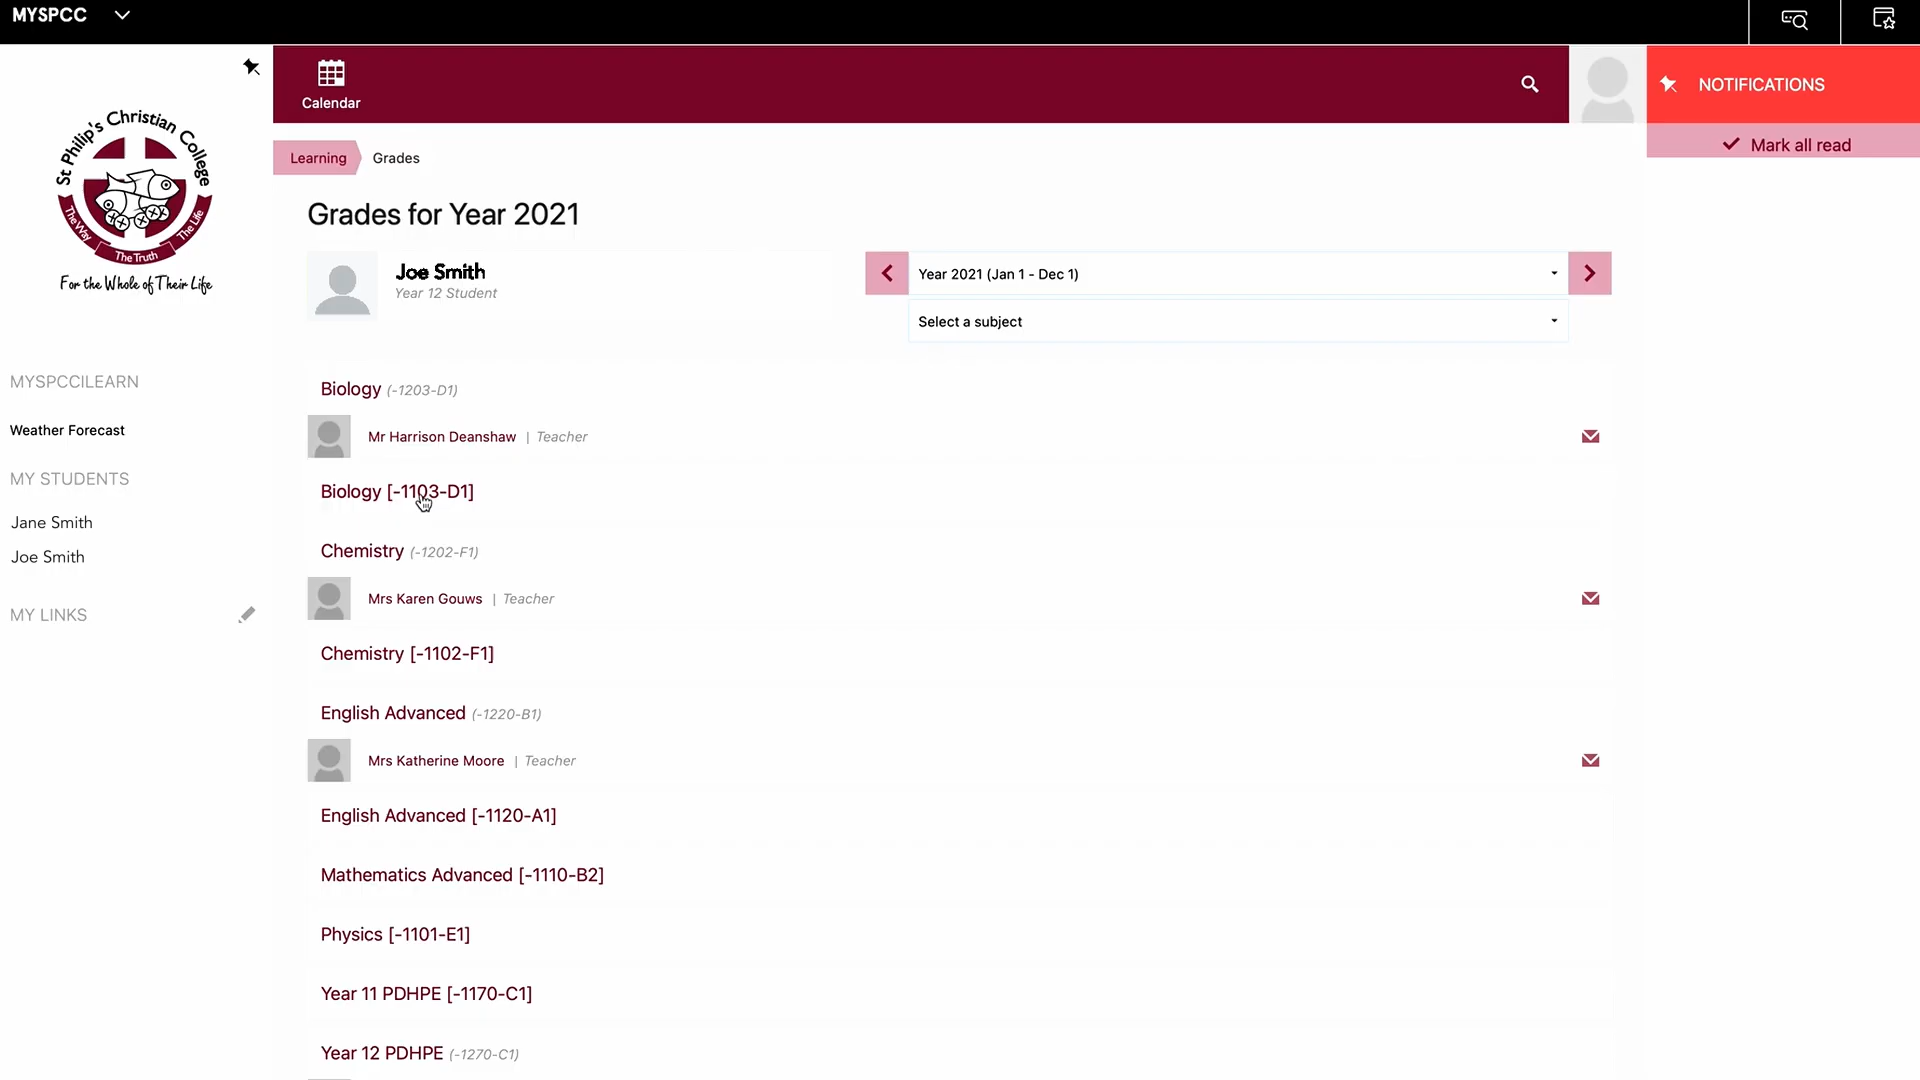 MYSPCC
Calendar
NOTIFICATIONS
Mark all read
St Philip's Christian College
The Way
The Truth
The Life
For the Whole of Their Life
Learning
Grades
Grades for Year 2021
Joe Smith
Year 12 Student
Year 2021 (Jan 1 - Dec 1)
Select a subject
MYSPCCILEARN
Weather Forecast
MY STUDENTS
Jane Smith
Joe Smith
MY LINKS
Biology (-1203-D1)
Mr Harrison Deanshaw | Teacher
Biology [-1103-D1]
Chemistry (-1202-F1)
Mrs Karen Gouws | Teacher
Chemistry [-1102-F1]
English Advanced (-1220-B1)
Mrs Katherine Moore | Teacher
English Advanced [-1120-A1]
Mathematics Advanced [-1110-B2]
Physics [-1101-E1]
Year 11 PDHPE [-1170-C1]
Year 12 PDHPE (-1270-C1)